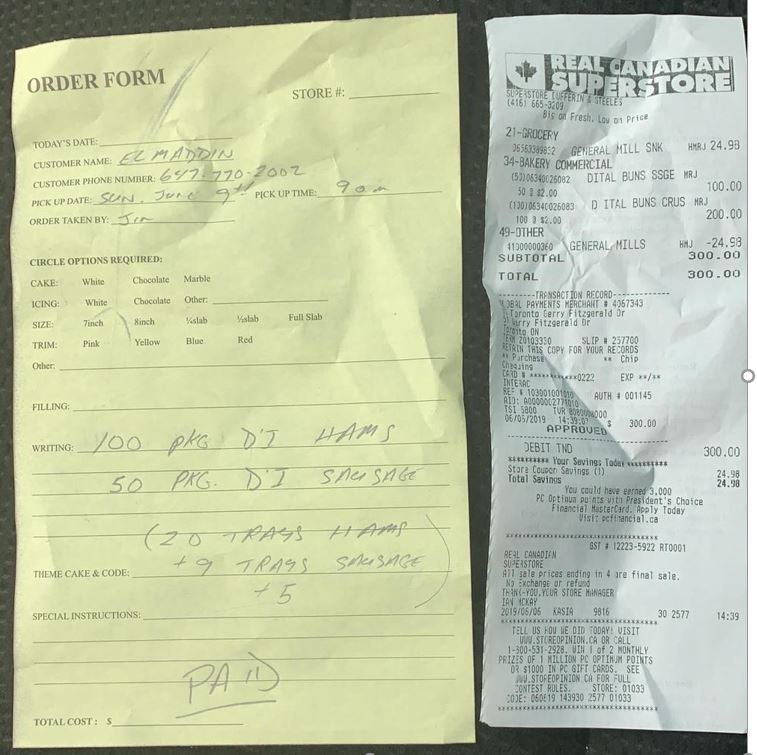 ORDER FORM
STORE #:
TODAY'S DATE:
CUSTOMER NAME: EL MADDIN
CUSTOMER PHONE NUMBER: 647-770-2002
PICK UP DATE: SUN. June 9th PICK UP TIME: 9 am
ORDER TAKEN BY: Jim
CIRCLE OPTIONS REQUIRED:
CAKE: White Chocolate Marble
ICING: White Chocolate Other:
SIZE: 7inch 8inch ¼slab ½slab Full Slab
TRIM: Pink Yellow Blue Red
Other:
FILLING:
WRITING: 100 PKG D'I HAMS
50 PKG. D'I SAUSAGE
(20 TRAYS HAMS
+9 TRAYS SAUSAGE
THEME CAKE & CODE:
+5 )
SPECIAL INSTRUCTIONS:
PAID
TOTAL COST: $
REAL CANADIAN
SUPERSTORE
SUPERSTORE DUFFERIN & STEELES
(416) 665-3209
Big on Fresh, Low on Price
21-GROCERY
06563389832 GENERAL MILL SNK HMRJ 24.98
34-BAKERY COMMERCIAL
(50)06340026082 DITAL BUNS SSGE MRJ
50 @ $2.00 100.00
(100)06340026083 D ITAL BUNS CRUS MRJ
100 @ $2.00 200.00
49-OTHER
41000000360 GENERAL MILLS HMJ -24.98
SUBTOTAL 300.00
TOTAL 300.00
--------TRANSACTION RECORD--------
GLOBAL PAYMENTS MERCHANT # 4067343
Toronto Gerry Fitzgerald Dr
Gerry Fitzgerald Dr
Toronto ON
TERM 20103330 SLIP # 257700
RETAIN THIS COPY FOR YOUR RECORDS
** Purchase ** Chip
Chequing
CARD # ************0222 EXP **/**
INTERAC
REF # 103001001010 AUTH # 001145
AID: A0000002771010
TSI 6800 TVR 8080008000
06/06/2019 14:39:07 $ 300.00
APPROVED
DEBIT TND 300.00
********** Your Savings Today **********
Store Coupon Savings (1) 24.98
Total Savings 24.98
You could have earned 3,000
PC Optimum points with President's Choice
Financial MasterCard. Apply Today
Visit pcfinancial.ca
****************************************
GST # 12223-5922 RT0001
REAL CANADIAN
SUPERSTORE
All sale prices ending in 4 are final sale.
No Exchange or refund
THANK-YOU, YOUR STORE MANAGER
IAN MCKAY
2019/06/06 KASIA 9816 30 2577 14:39
****************************************
TELL US HOW WE DID TODAY! VISIT
WWW.STOREOPINION.CA OR CALL
1-800-531-2928. WIN 1 of 2 MONTHLY
PRIZES OF 1 MILLION PC OPTIMUM POINTS
OR $1000 IN PC GIFT CARDS. SEE
WWW.STOREOPINION.CA FOR FULL
CONTEST RULES. STORE: 01033
CODE: 060619 143930 2577 01033
****************************************